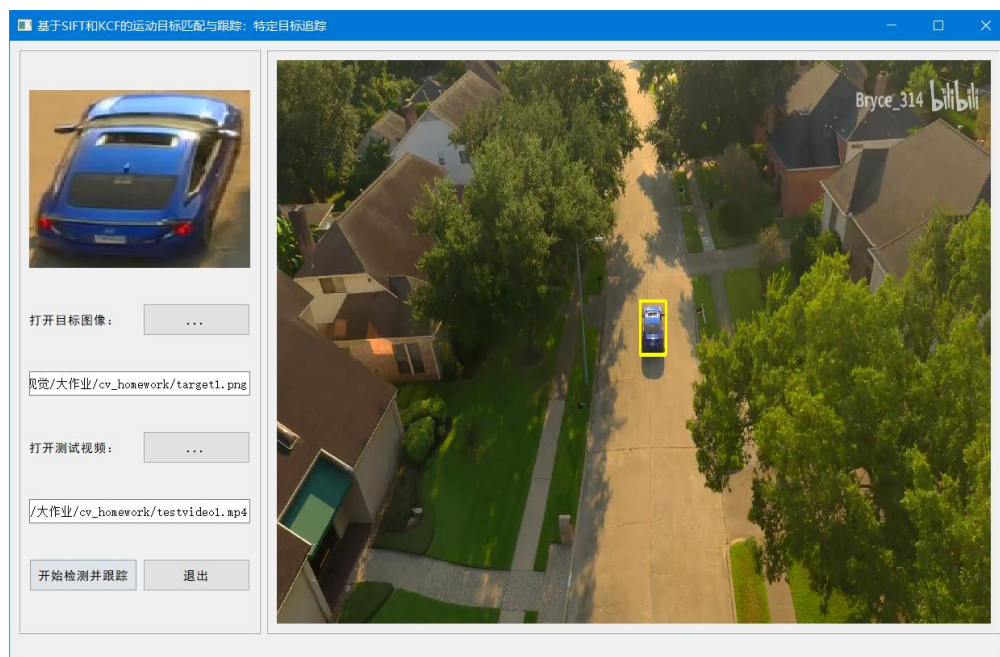 基于SIFT和KCF的运动目标匹配与跟踪：特定目标追踪
Bryce_314 bilibili
打开目标图像：
...
视觉/大作业/cv_homework/target1.png
打开测试视频：
...
/大作业/cv_homework/testvideo1.mp4
开始检测并跟踪
退出